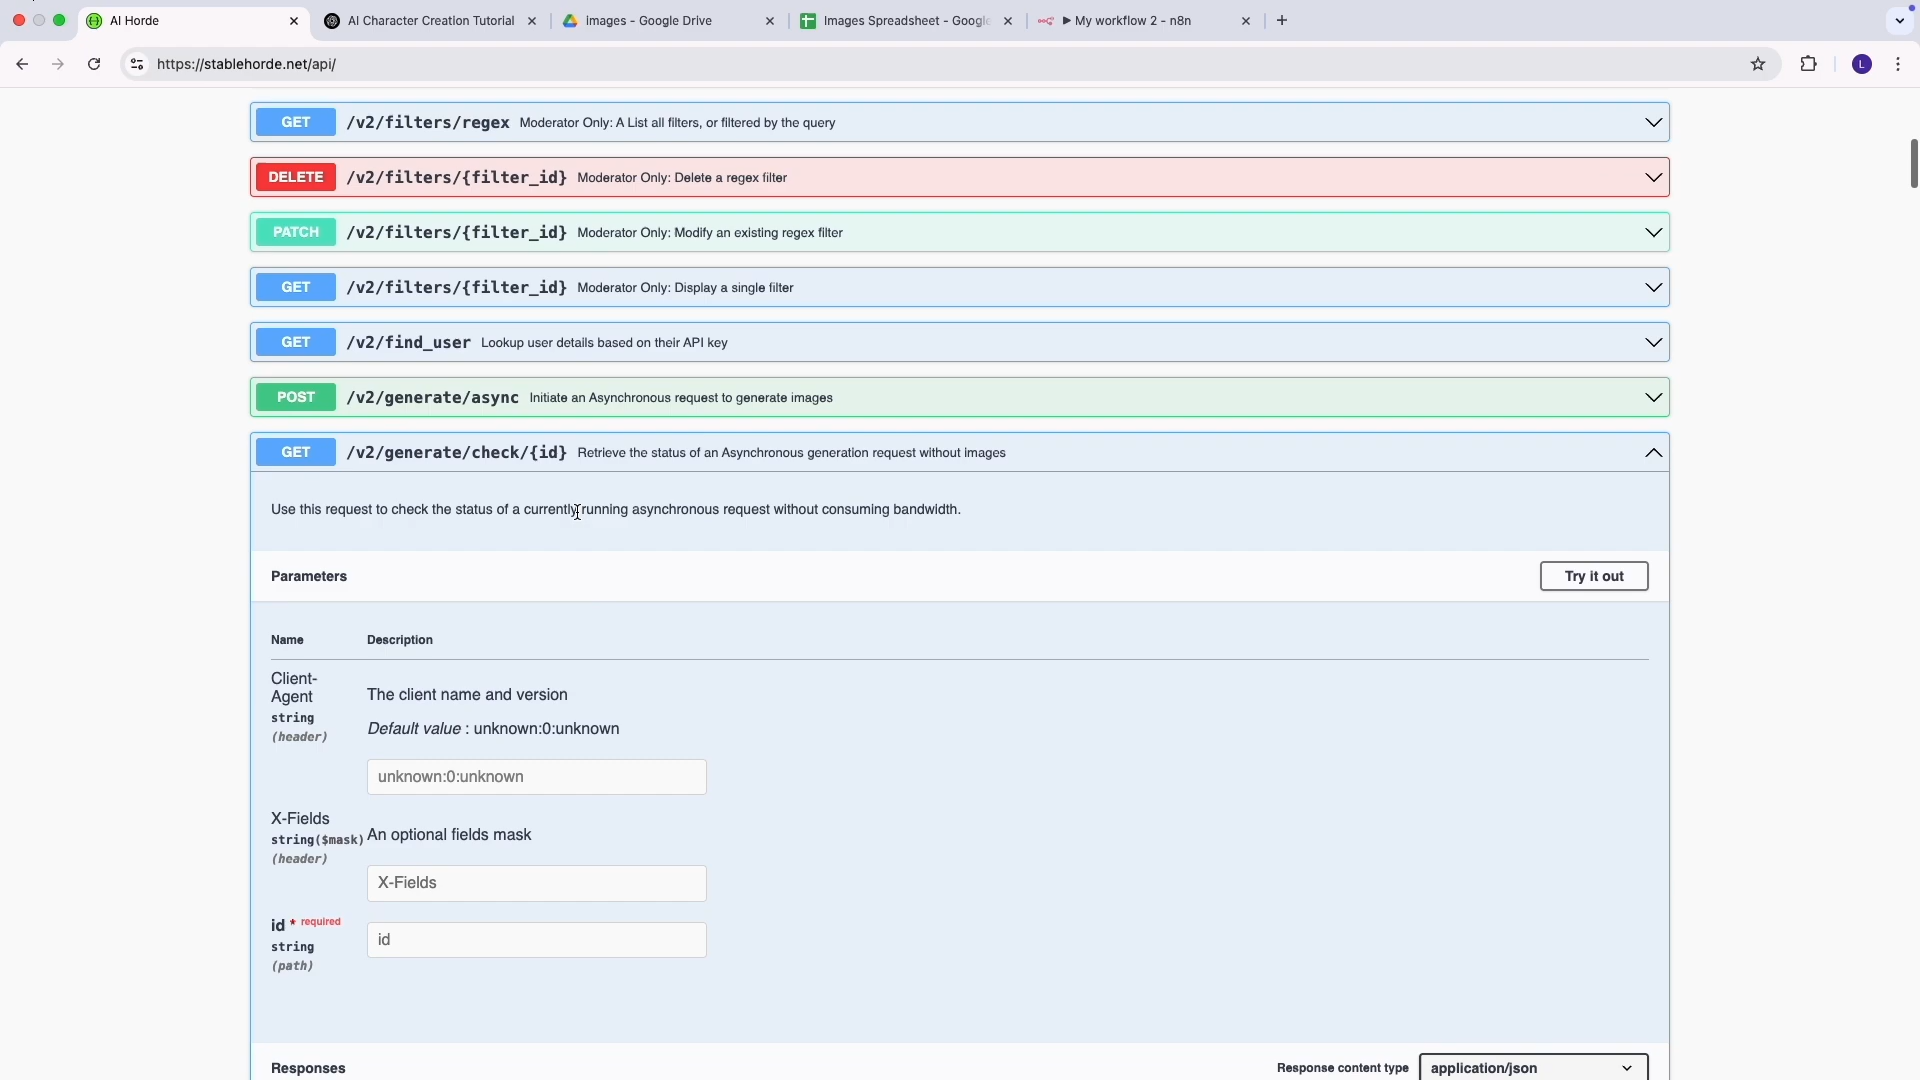 AI Horde
AI Character Creation Tutorial
Images - Google Drive
Images Spreadsheet - Google
▶ My workflow 2 - n8n
https://stablehorde.net/api/
L
GET /v2/filters/regex Moderator Only: A List all filters, or filtered by the query
DELETE /v2/filters/{filter_id} Moderator Only: Delete a regex filter
PATCH /v2/filters/{filter_id} Moderator Only: Modify an existing regex filter
GET /v2/filters/{filter_id} Moderator Only: Display a single filter
GET /v2/find_user Lookup user details based on their API key
POST /v2/generate/async Initiate an Asynchronous request to generate images
GET /v2/generate/check/{id} Retrieve the status of an Asynchronous generation request without images
Use this request to check the status of a currently running asynchronous request without consuming bandwidth.
Parameters
Try it out
Name Description
Client-
Agent
string
(header)
The client name and version
Default value : unknown:0:unknown
unknown:0:unknown
X-Fields
string($mask)
(header)
An optional fields mask
X-Fields
id * required
string
(path)
id
Responses
Response content type application/json